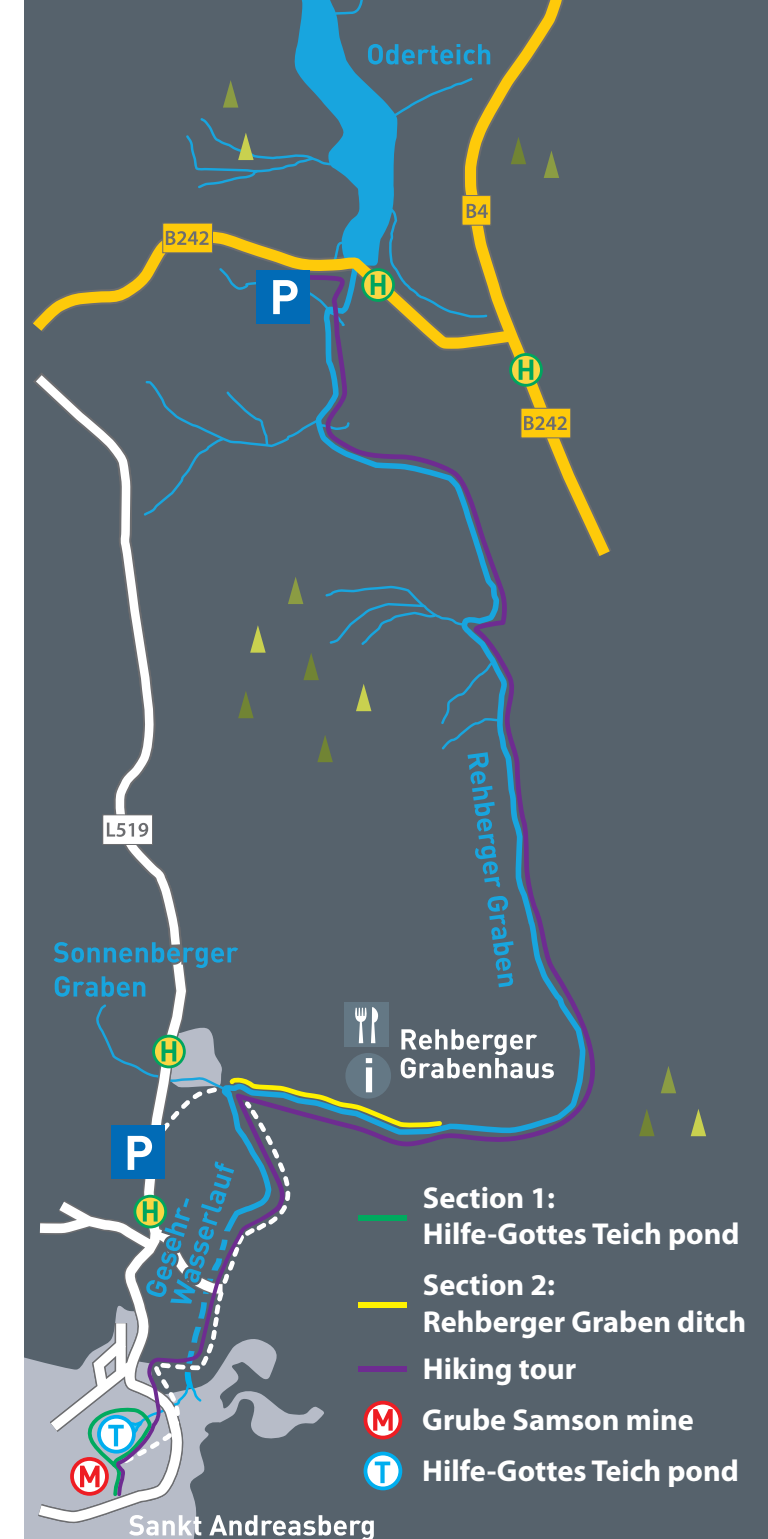 Oderteich
B4
B242
P
H
H
B242
L519
Rehberger Graben
Sonnenberger
Graben
H
Rehberger
i
Grabenhaus
P
H
Gesehr-
Wasserlauf
Section 1:
Hilfe-Gottes Teich pond
Section 2:
Rehberger Graben ditch
Hiking tour
M Grube Samson mine
T Hilfe-Gottes Teich pond
T
M
Sankt Andreasberg